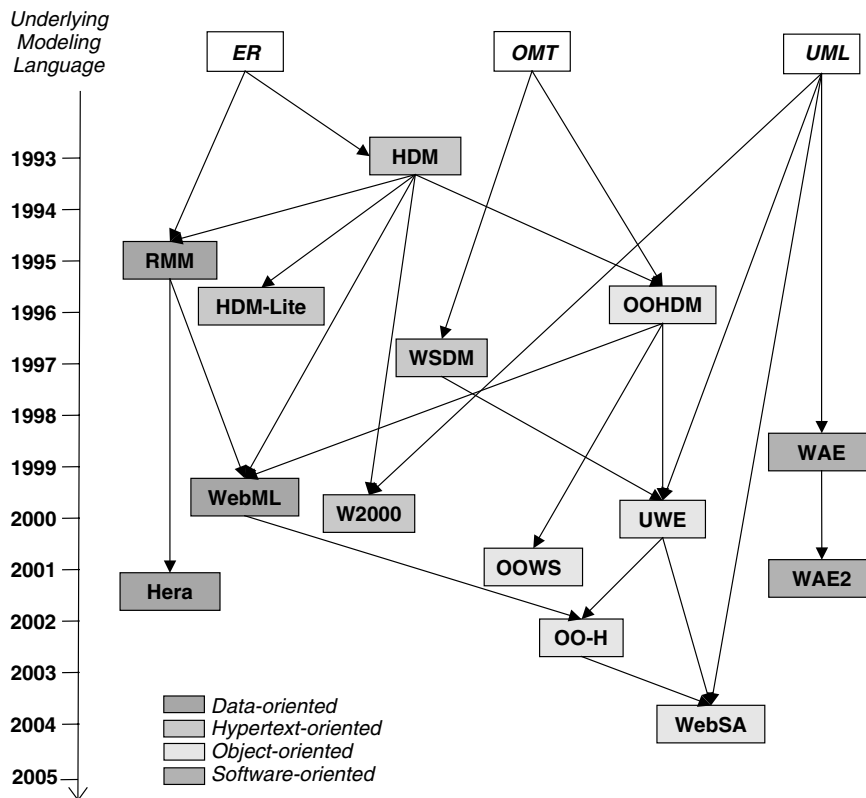 Underlying
Modeling
Language
ER
OMT
UML
1993
HDM
1994
1995
RMM
HDM-Lite
OOHDM
1996
WSDM
1997
1998
WAE
1999
WebML
W2000
UWE
2000
OOWS
2001
WAE2
Hera
2002
OO-H
2003
Data-oriented
Hypertext-oriented
2004
WebSA
Object-oriented
Software-oriented
2005